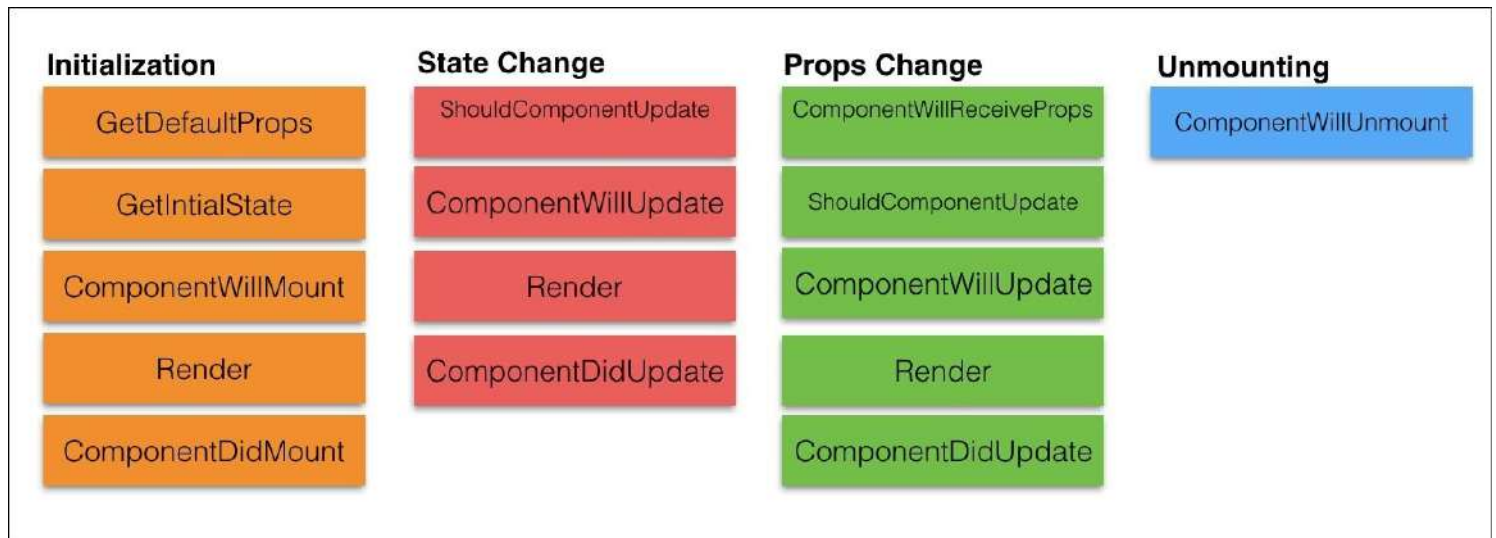 Initialization
GetDefaultProps
GetIntialState
ComponentWillMount
Render
ComponentDidMount
State Change
ShouldComponentUpdate
ComponentWillUpdate
Render
ComponentDidUpdate
Props Change
ComponentWillReceiveProps
ShouldComponentUpdate
ComponentWillUpdate
Render
ComponentDidUpdate
Unmounting
ComponentWillUnmount